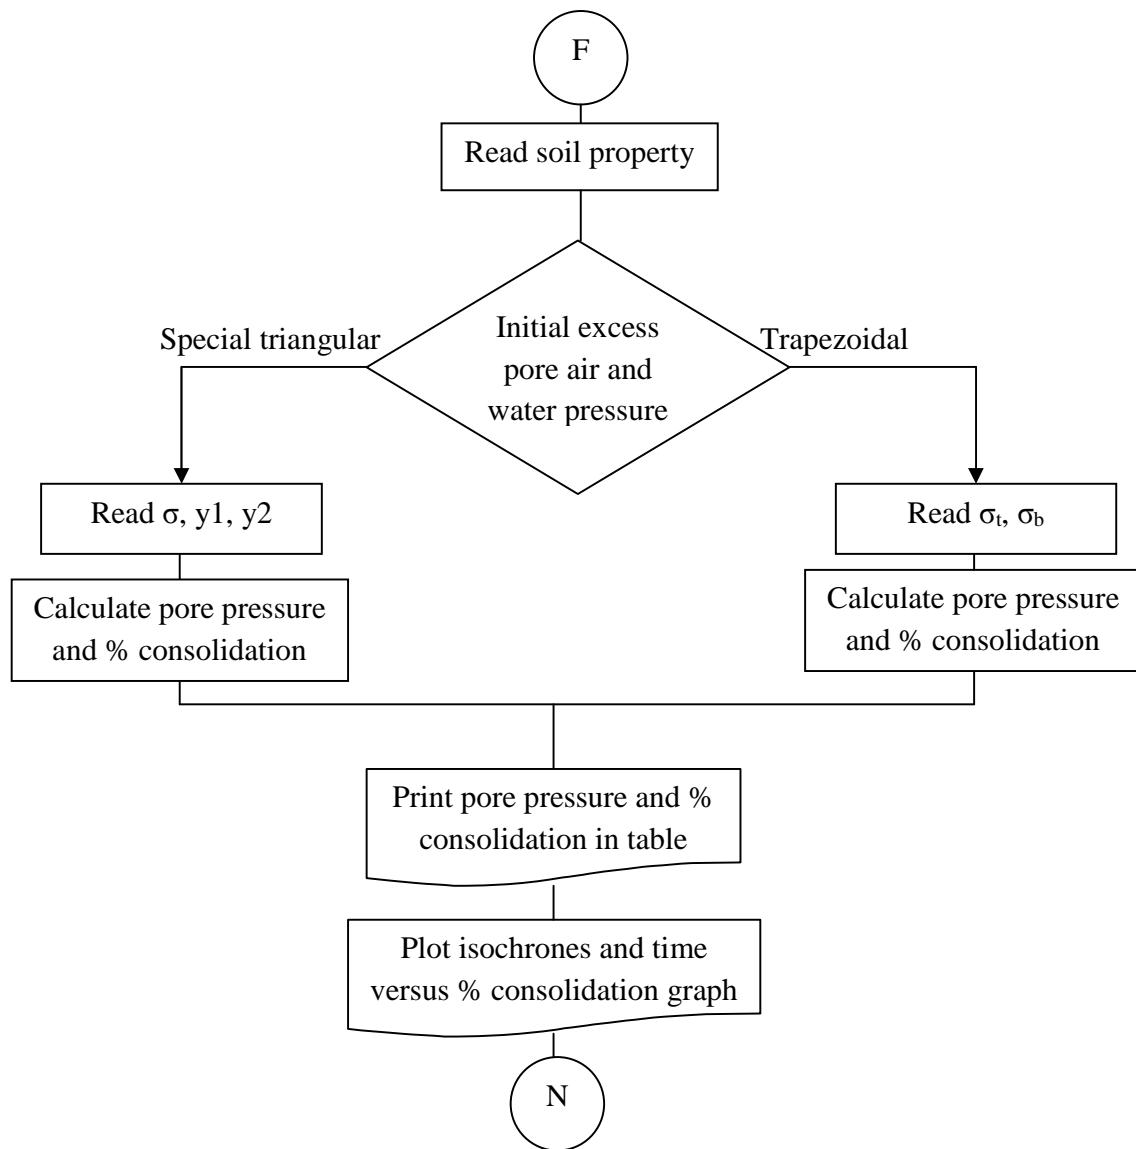 F
Read soil property
Special triangular
Initial excess
pore air and
water pressure
Trapezoidal
Read σ, y1, y2
Calculate pore pressure
and % consolidation
Read σₜ, σb
Calculate pore pressure
and % consolidation
Print pore pressure and %
consolidation in table
Plot isochrones and time
versus % consolidation graph
N